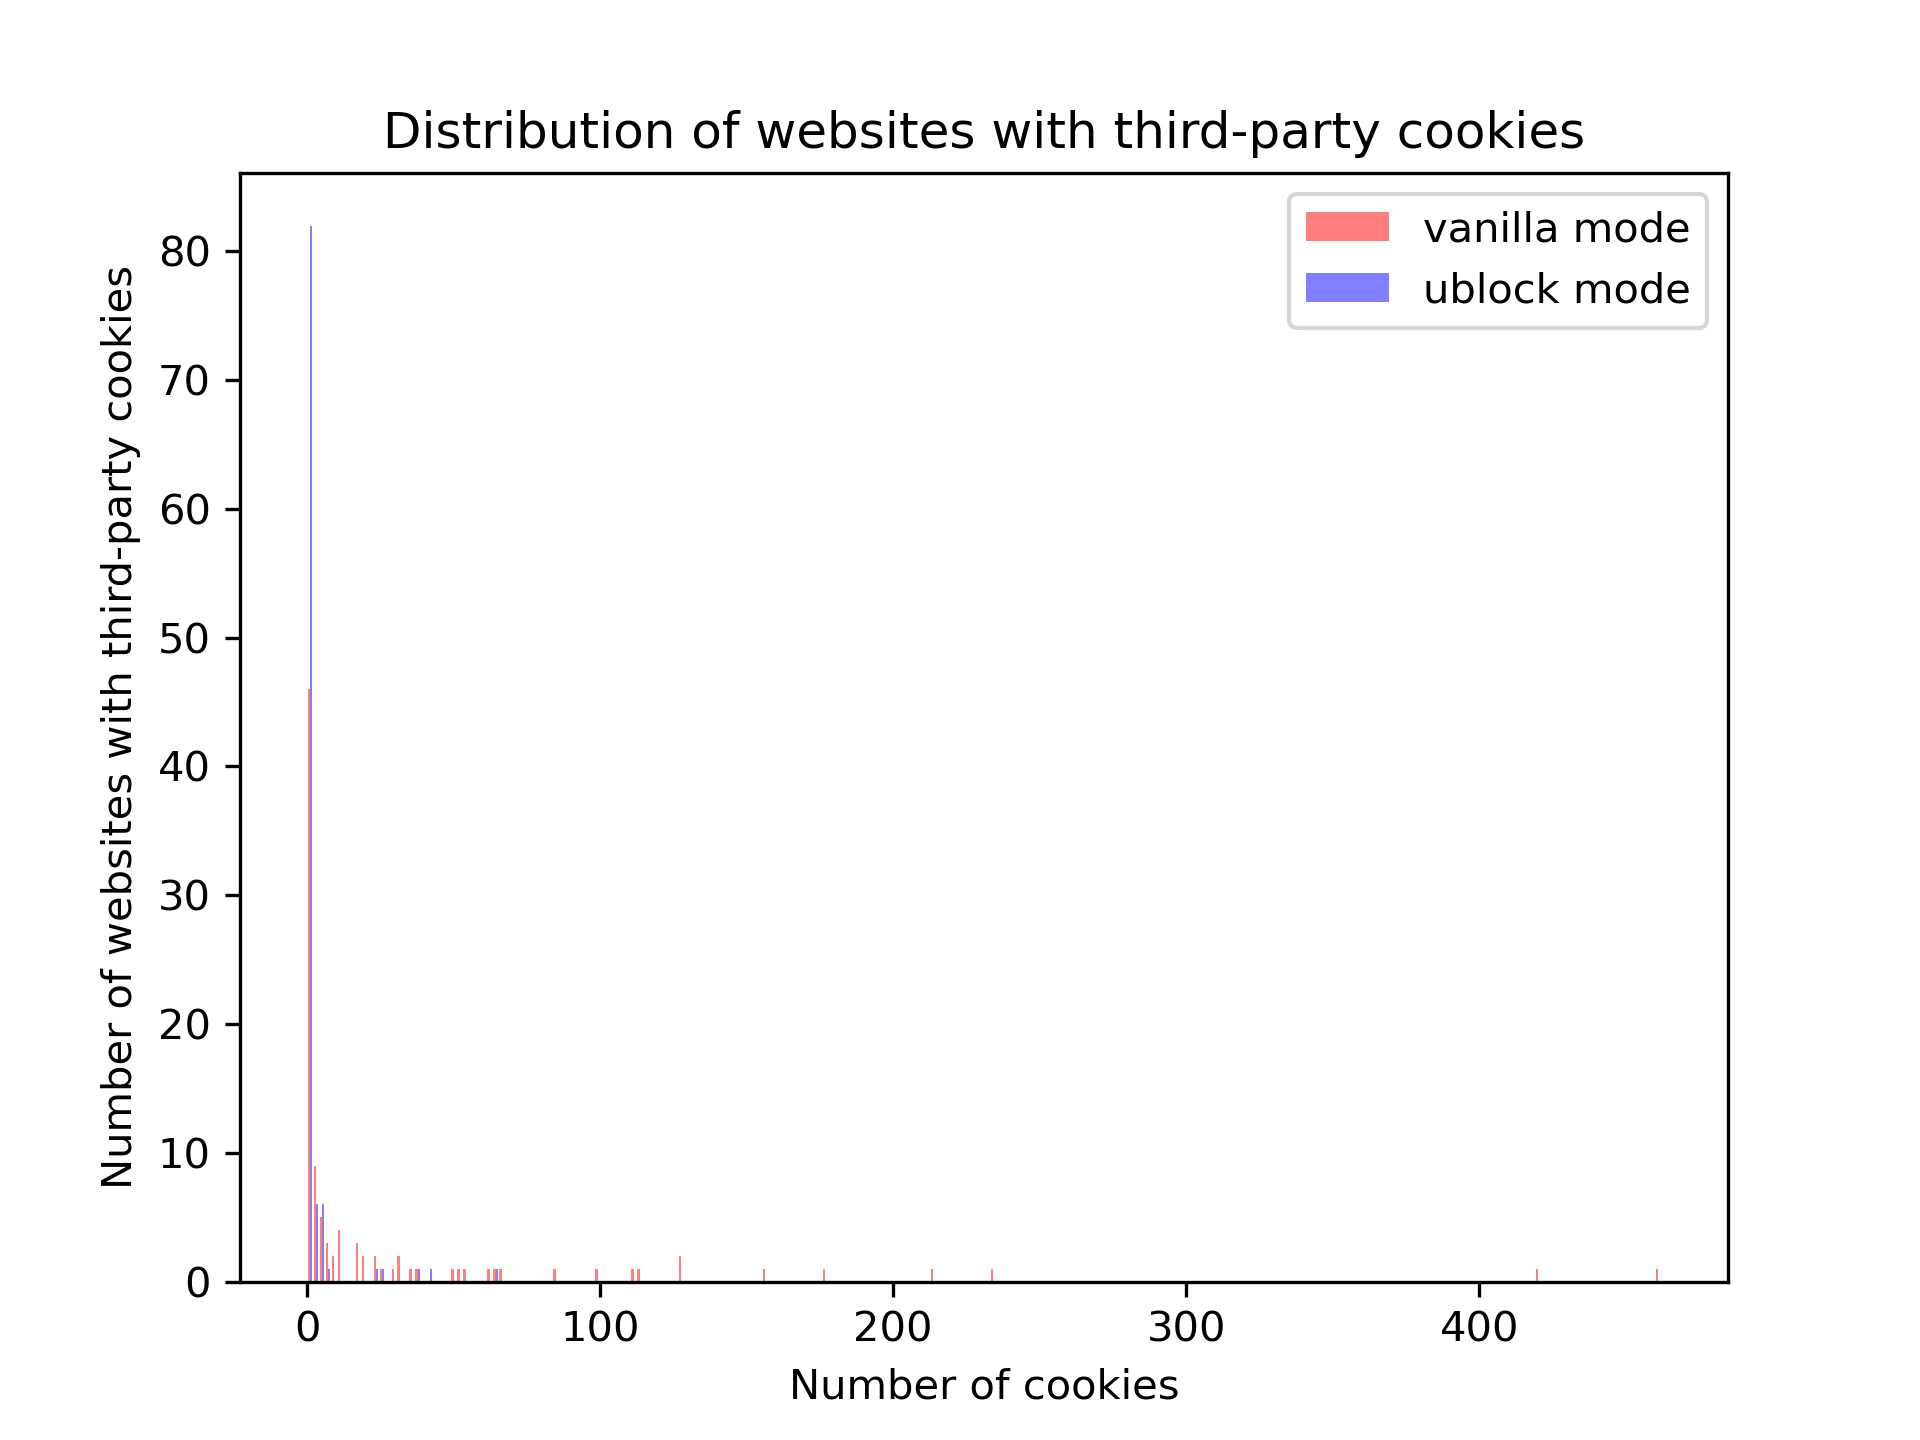 Distribution of websites with third-party cookies
vanilla mode
ublock mode
Number of websites with third-party cookies
80
70
60
50
40
30
20
10
0
0 100 200 300 400
Number of cookies